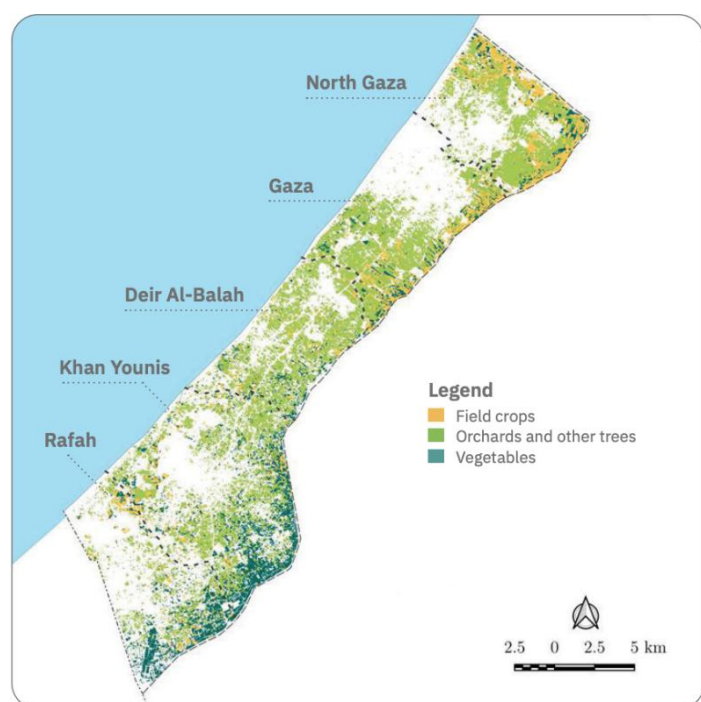 North Gaza
Gaza
Deir Al-Balah
Khan Younis
Rafah
Legend
Field crops
Orchards and other trees
Vegetables
2.5 0 2.5 5 km